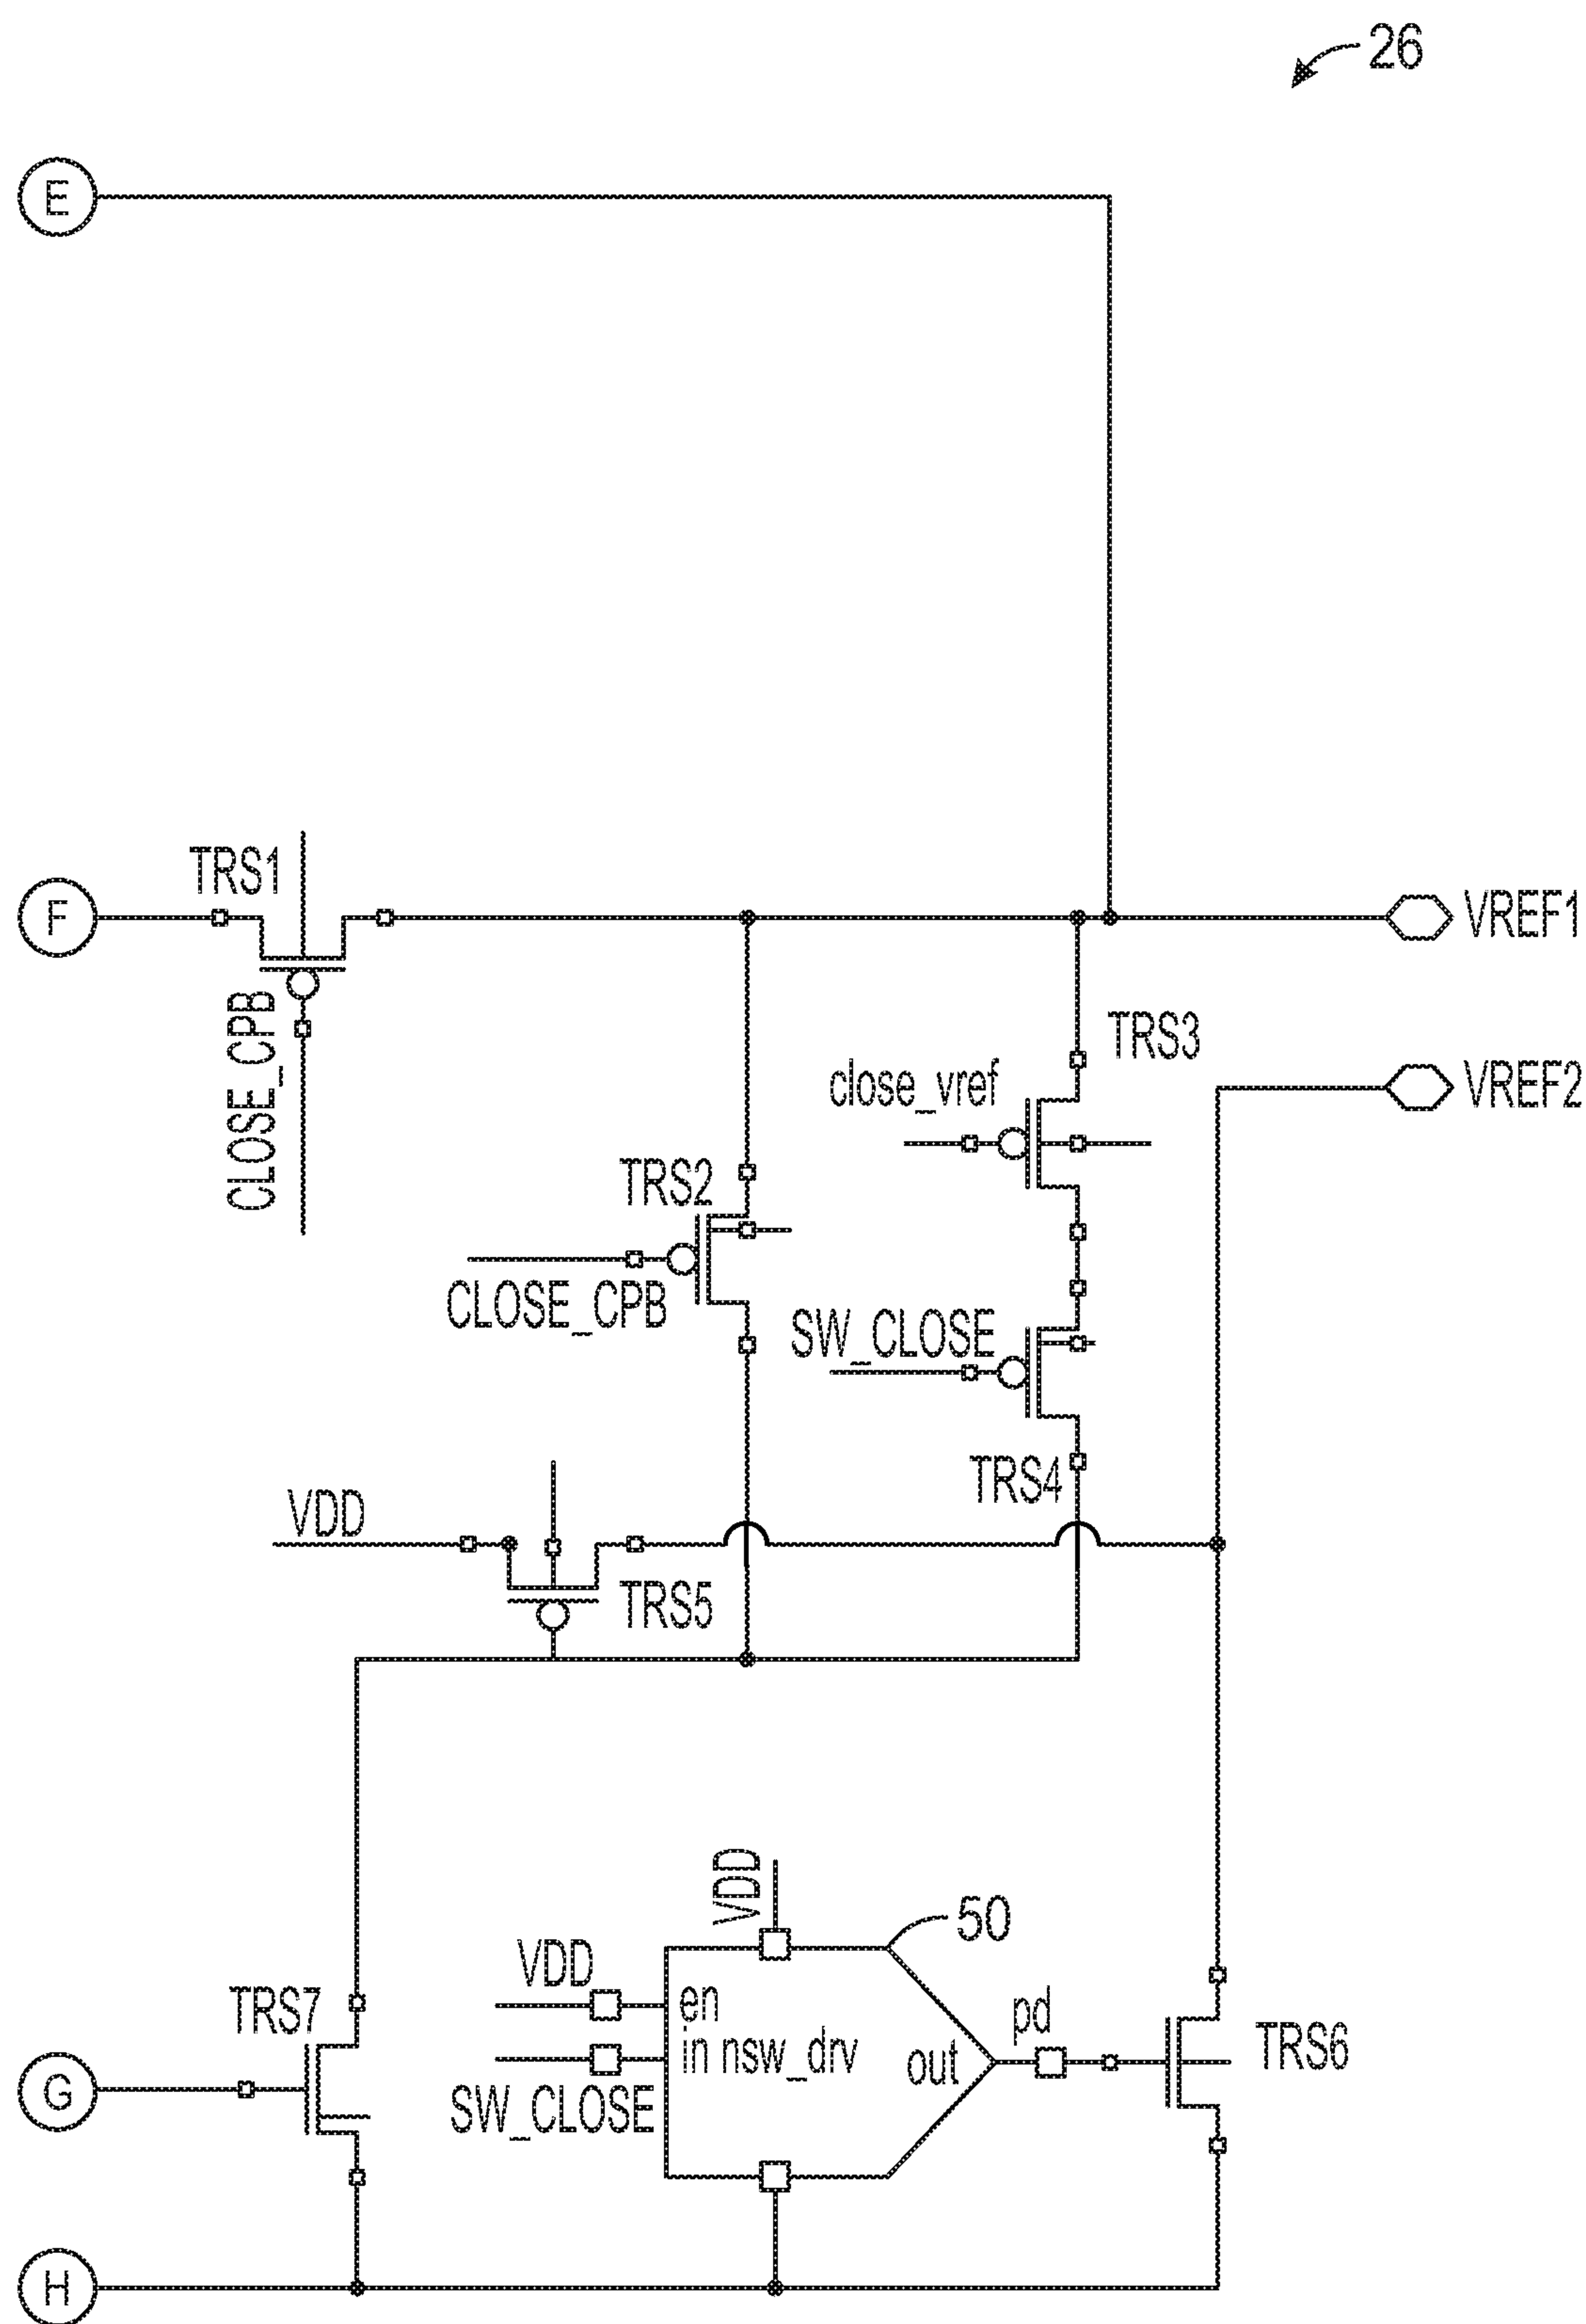 26
E
TRS1
F
VREF1
CLOSE_CPB
TRS3
close_vref
VREF2
TRS2
CLOSE_CPB
SW_CLOSE
TRS4
VDD
TRS5
VDD
50
VDD
en
TRS7
pd
in nsw_drv
out
TRS6
G
SW_CLOSE
H